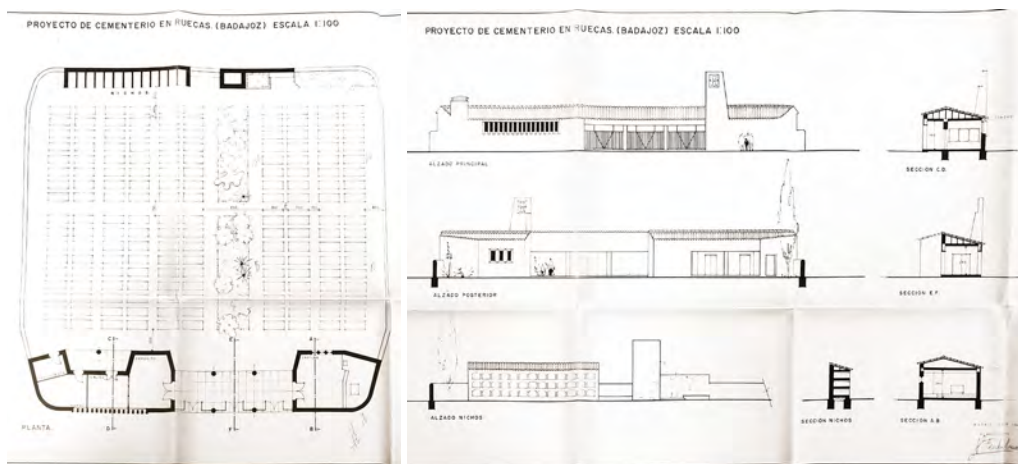 PROYECTO DE CEMENTERIO EN RUECAS. (BADAJOZ) ESCALA 1:100
NICHOS
C
E
A
D
F
B
PLANTA.
PROYECTO DE CEMENTERIO EN RUECAS. (BADAJOZ) ESCALA 1:100
ALZADO PRINCIPAL
SECCION C.D.
ALZADO POSTERIOR
SECCION E.F.
ALZADO NICHOS
SECCION NICHOS
SECCION A.B.